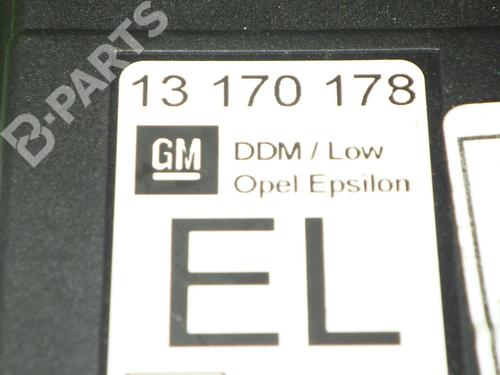 B-PARTS
13 170 178
GM
DDM / Low
Opel Epsilon
EL